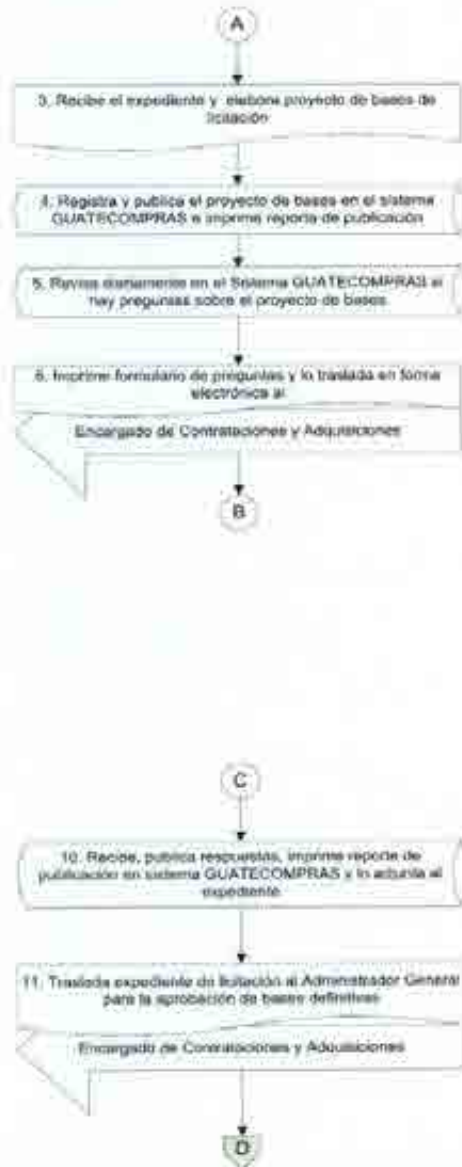 A
3. Recibe el expediente y elabora proyecto de bases de
licitación
4. Registra y publica el proyecto de bases en el sistema
GUATECOMPRAS e imprime reporte de publicación
5. Revisa diariamente en el Sistema GUATECOMPRAS si
hay preguntas sobre el proyecto de bases
6. Imprime formulario de preguntas y lo traslada en forma
electrónica al
Encargado de Contrataciones y Adquisiciones
B
C
10. Recibe, publica respuestas, imprime reporte de
publicación en sistema GUATECOMPRAS y lo adjunta al
expediente
11. Traslada expediente de licitación al Administrador General
para la aprobación de bases definitivas
Encargado de Contrataciones y Adquisiciones
D